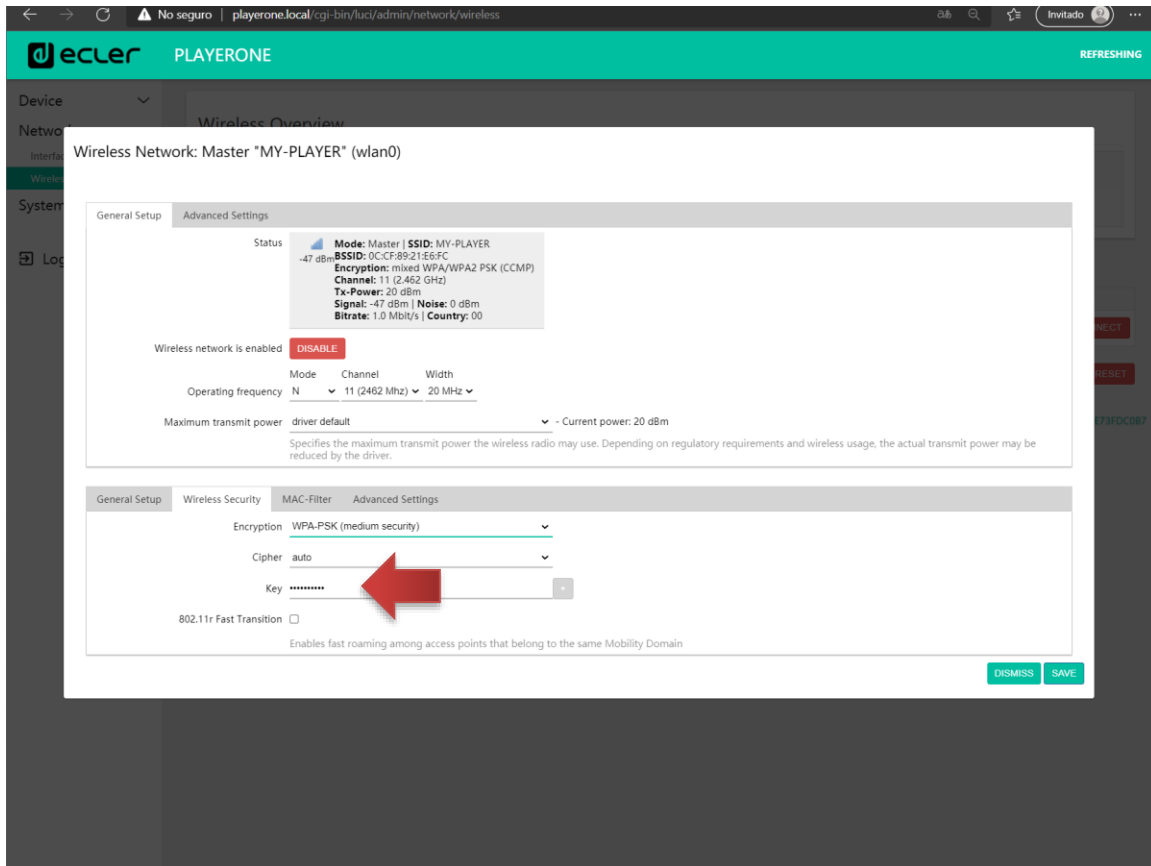 No seguro | playerone.local/cgi-bin/luci/admin/network/wireless
Invitado
ecler PLAYERONE REFRESHING
Device
Wireless Overview
Wireless Network: Master "MY-PLAYER" (wlan0)
General Setup Advanced Settings
Status
-47 dBm
Mode: Master | SSID: MY-PLAYER
BSSID: 0C:CF:89:21:E6:FC
Encryption: mixed WPA/WPA2 PSK (CCMP)
Channel: 11 (2.462 GHz)
Tx-Power: 20 dBm
Signal: -47 dBm | Noise: 0 dBm
Bitrate: 1.0 Mbit/s | Country: 00
Wireless network is enabled DISABLE
Mode Channel Width
Operating frequency N 11 (2462 Mhz) 20 MHz
Maximum transmit power driver default - Current power: 20 dBm
Specifies the maximum transmit power the wireless radio may use. Depending on regulatory requirements and wireless usage, the actual transmit power may be
reduced by the driver.
General Setup Wireless Security MAC-Filter Advanced Settings
Encryption WPA-PSK (medium security)
Cipher auto
Key ••••••••••
802.11r Fast Transition
Enables fast roaming among access points that belong to the same Mobility Domain
DISMISS SAVE
System
RESET